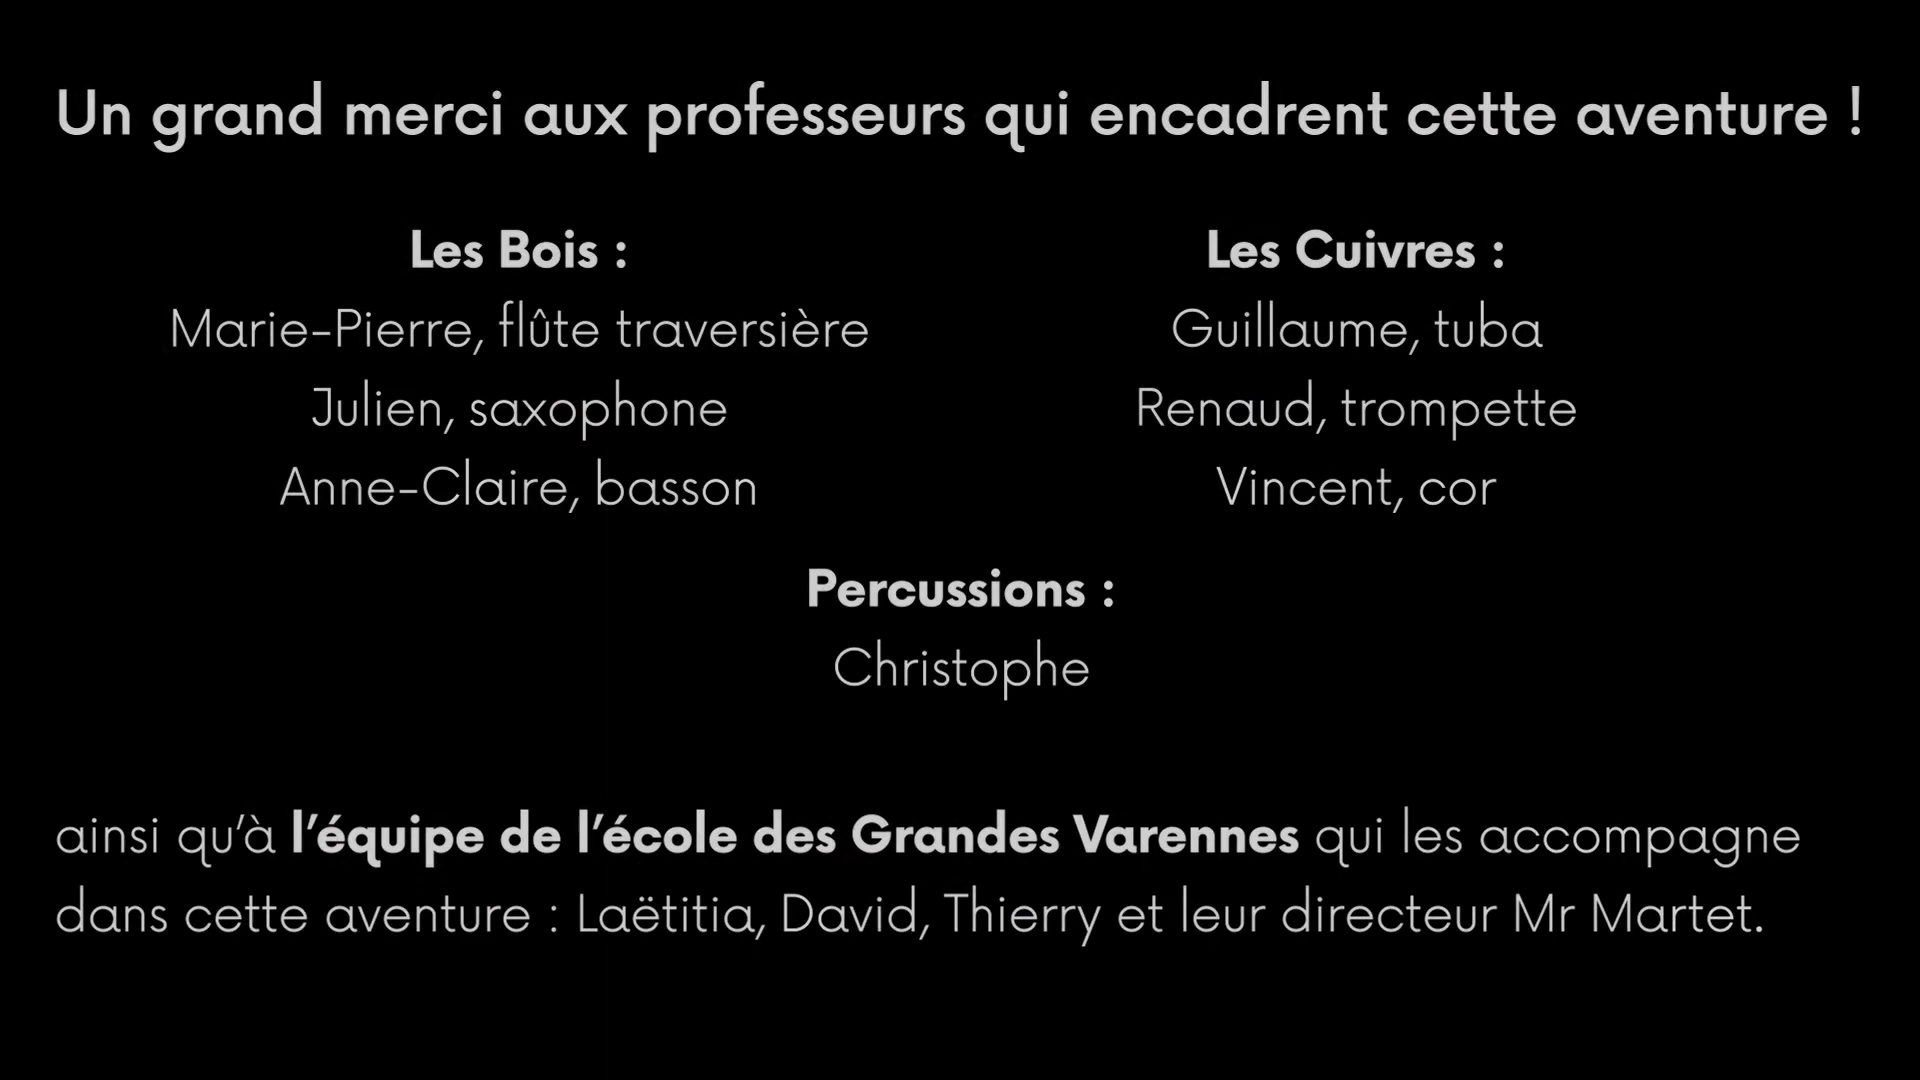 Un grand merci aux professeurs qui encadrent cette aventure !
Les Bois :
Marie-Pierre, flûte traversière
Julien, saxophone
Anne-Claire, basson
Les Cuivres :
Guillaume, tuba
Renaud, trompette
Vincent, cor
Percussions :
Christophe
ainsi qu’à l’équipe de l’école des Grandes Varennes qui les accompagne
dans cette aventure : Laëtitia, David, Thierry et leur directeur Mr Martet.